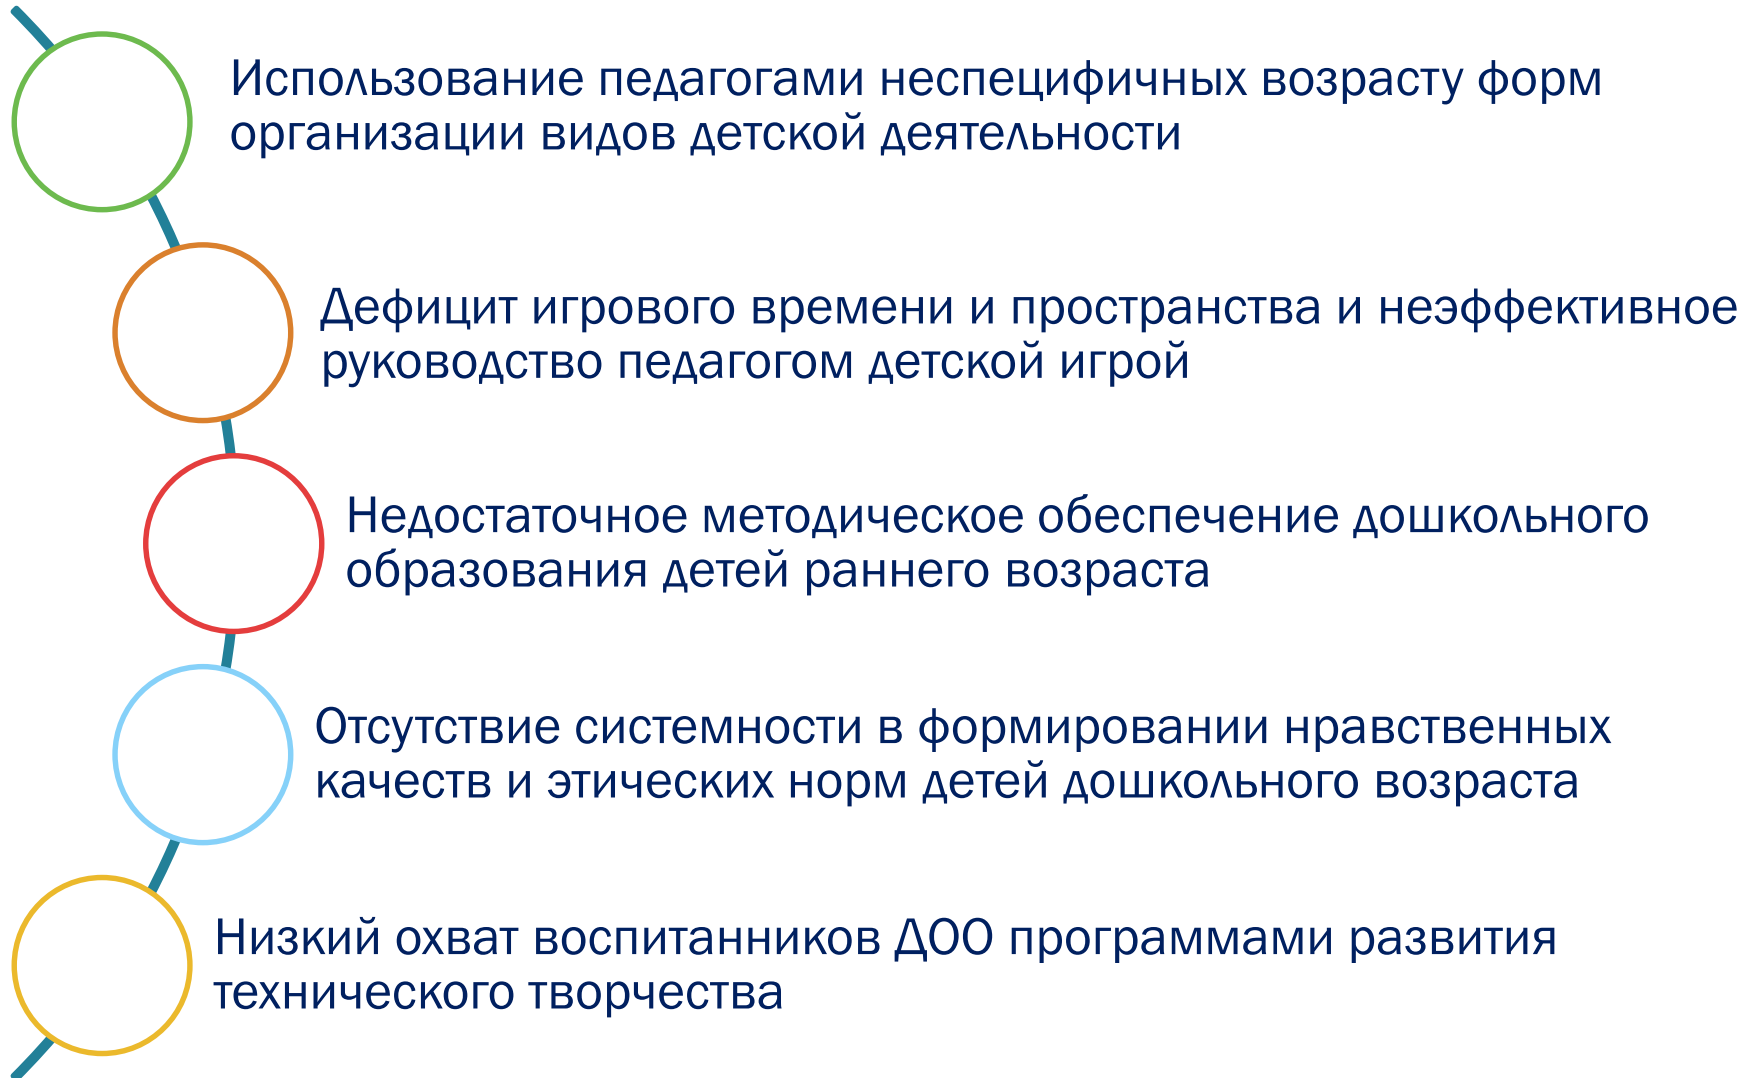 Использование педагогами неспецифичных возрасту форм
организации видов детской деятельности
Дефицит игрового времени и пространства и неэффективное
руководство педагогом детской игрой
Недостаточное методическое обеспечение дошкольного
образования детей раннего возраста
Отсутствие системности в формировании нравственных
качеств и этических норм детей дошкольного возраста
Низкий охват воспитанников ДОО программами развития
технического творчества